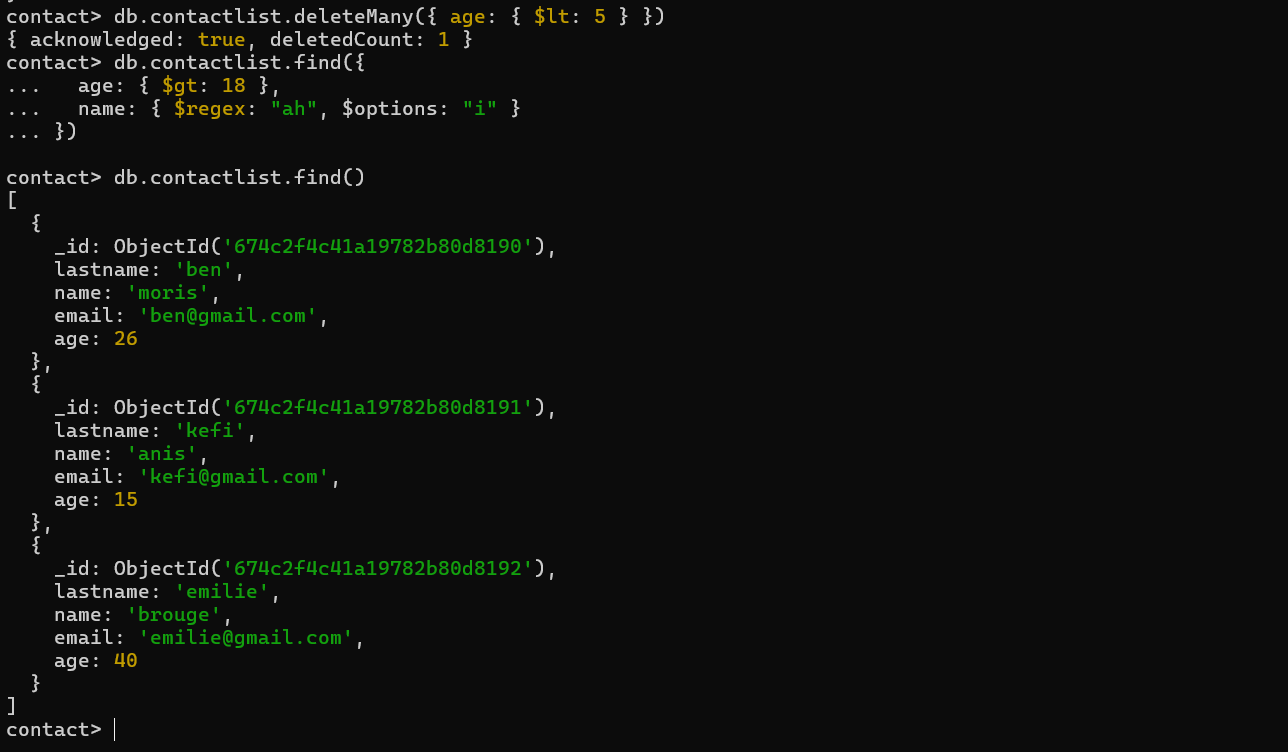 contact> db.contactlist.deleteMany({ age: { $lt: 5 } })
{ acknowledged: true, deletedCount: 1 }
contact> db.contactlist.find({
...   age: { $gt: 18 },
...   name: { $regex: "ah", $options: "i" }
... })

contact> db.contactlist.find()
[
  {
    _id: ObjectId('674c2f4c41a19782b80d8190'),
    lastname: 'ben',
    name: 'moris',
    email: 'ben@gmail.com',
    age: 26
  },
  {
    _id: ObjectId('674c2f4c41a19782b80d8191'),
    lastname: 'kefi',
    name: 'anis',
    email: 'kefi@gmail.com',
    age: 15
  },
  {
    _id: ObjectId('674c2f4c41a19782b80d8192'),
    lastname: 'emilie',
    name: 'brouge',
    email: 'emilie@gmail.com',
    age: 40
  }
]
contact>